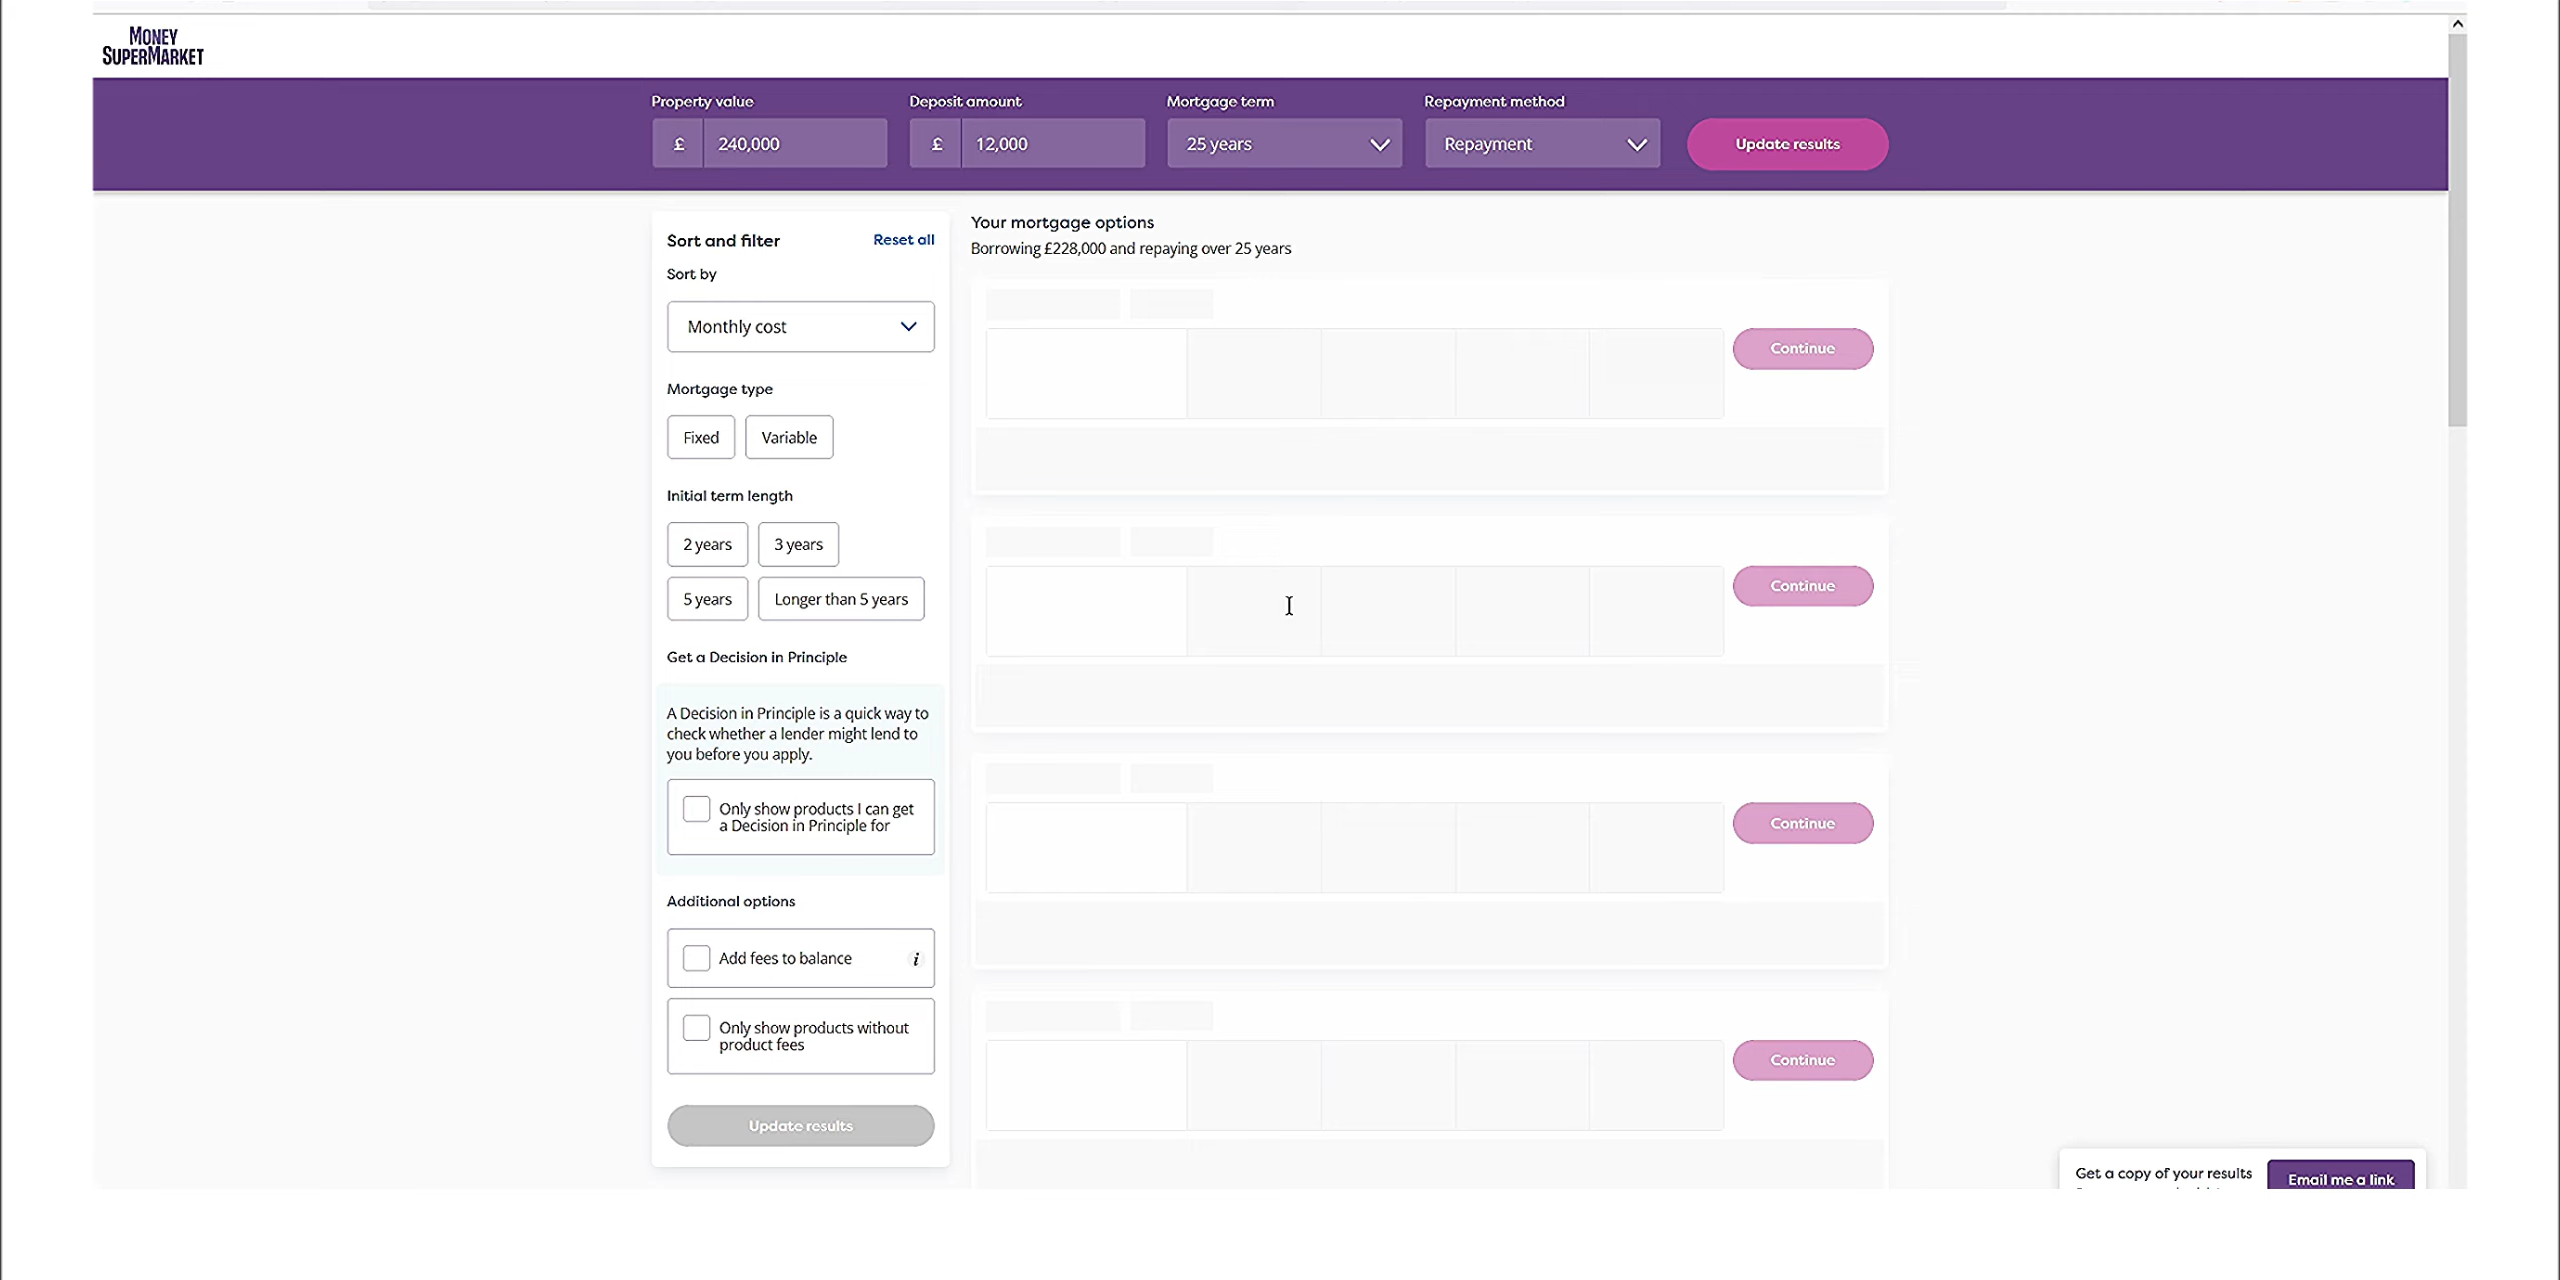 MONEY
SUPERMARKET
Property value
Deposit amount
Mortgage term
Repayment method
£ 240,000
£ 12,000
25 years
Repayment
Update results
Sort and filter
Reset all
Sort by
Monthly cost
Mortgage type
Fixed
Variable
Initial term length
2 years
3 years
5 years
Longer than 5 years
Get a Decision in Principle
A Decision in Principle is a quick way to
check whether a lender might lend to
you before you apply.
Only show products I can get
a Decision in Principle for
Additional options
Add fees to balance
i
Only show products without
product fees
Update results
Your mortgage options
Borrowing £228,000 and repaying over 25 years
Continue
Continue
Continue
Continue
Get a copy of your results
Email me a link